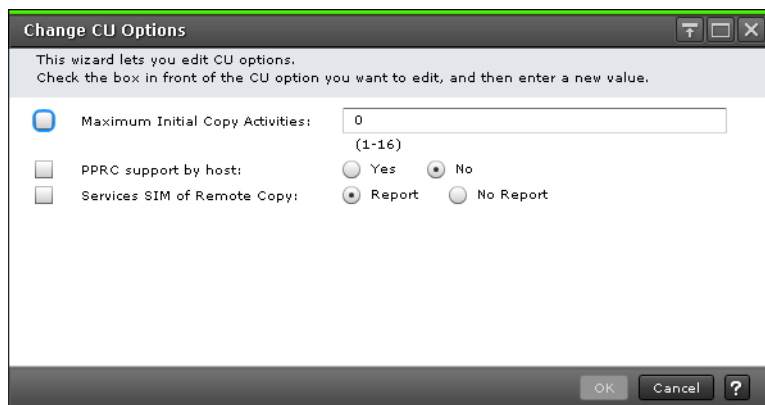 Change CU Options
This wizard lets you edit CU options.
Check the box in front of the CU option you want to edit, and then enter a new value.
Maximum Initial Copy Activities: 0
(1-16)
PPRC support by host: Yes No
Services SIM of Remote Copy: Report No Report
OK Cancel ?